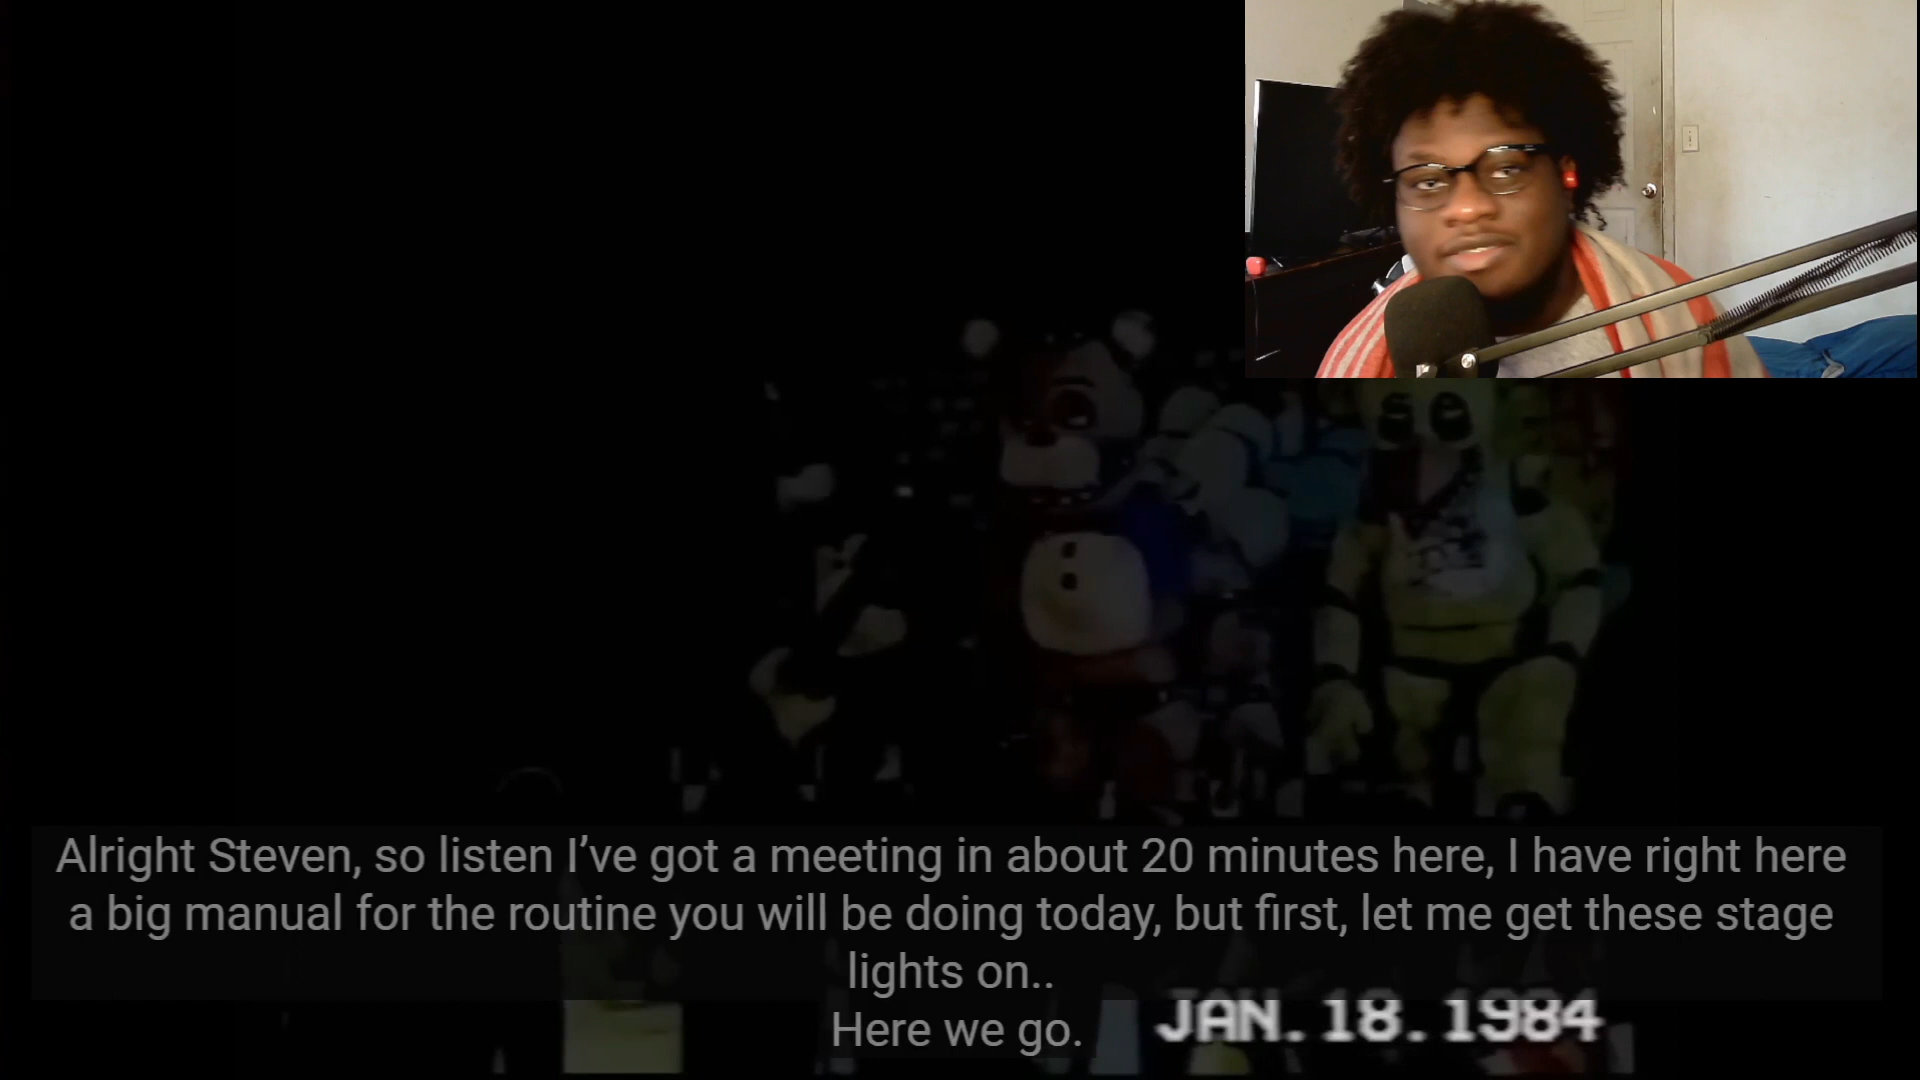 Alright Steven, so listen I’ve got a meeting in about 20 minutes here, I have right here
a big manual for the routine you will be doing today, but first, let me get these stage
lights on..
Here we go.
JAN.18.1984